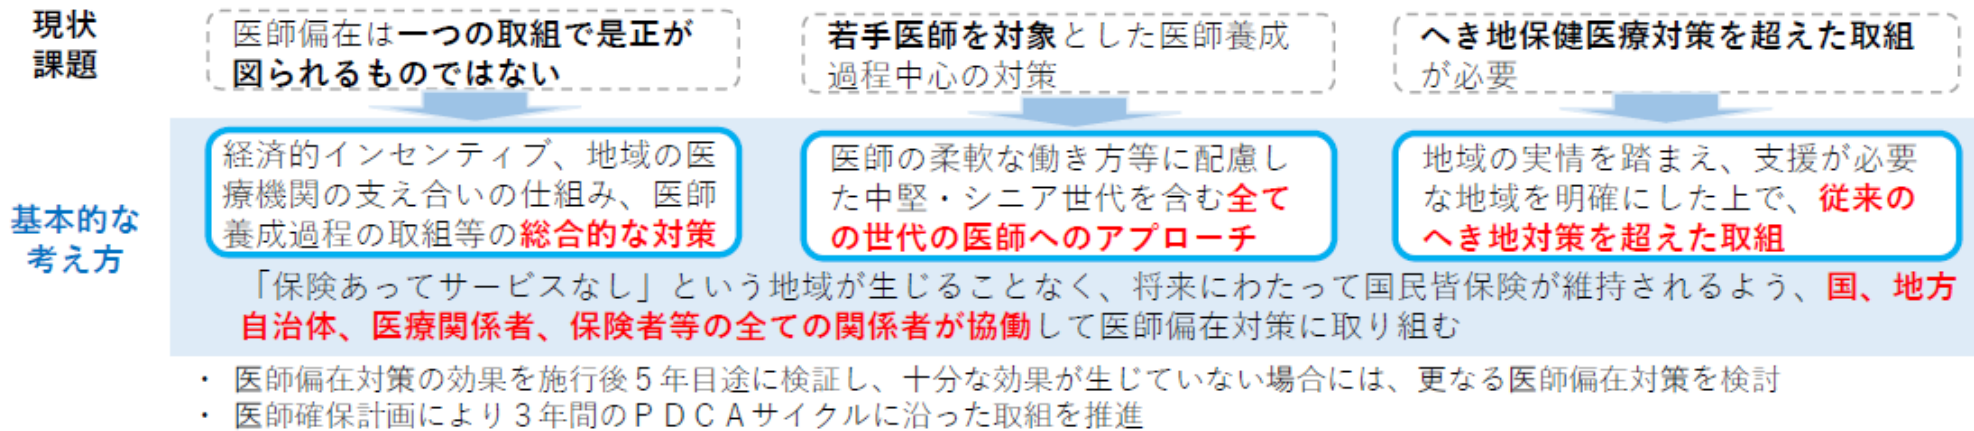 現状
課題
医師偏在は一つの取組で是正が
図られるものではない
若手医師を対象とした医師養成
過程中心の対策
へき地保健医療対策を超えた取組
が必要
基本的な
考え方
経済的インセンティブ、地域の医
療機関の支え合いの仕組み、医師
養成過程の取組等の総合的な対策
医師の柔軟な働き方等に配慮し
た中堅・シニア世代を含む全て
の世代の医師へのアプローチ
地域の実情を踏まえ、支援が必要
な地域を明確にした上で、従来の
へき地対策を超えた取組
「保険あってサービスなし」という地域が生じることなく、将来にわたって国民皆保険が維持されるよう、国、地方
自治体、医療関係者、保険者等の全ての関係者が協働して医師偏在対策に取り組む
・ 医師偏在対策の効果を施行後５年目途に検証し、十分な効果が生じていない場合には、更なる医師偏在対策を検討
・ 医師確保計画により３年間のＰＤＣＡサイクルに沿った取組を推進